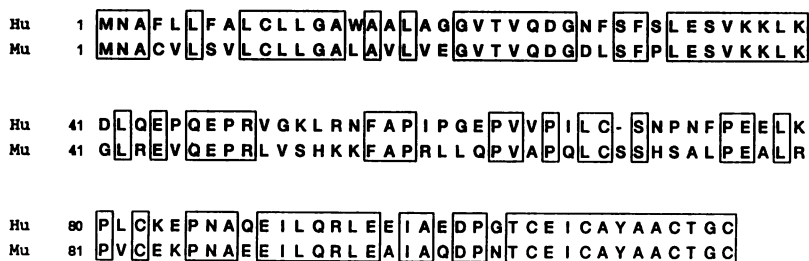 Hu 1 MNAFLLFALCLLGAWAALAGGVTVQDGNFSFSLESVKKLK
Mu 1 MNACVLSVLCLLGALAVLVEGVTVQDGDLSFPLESVKKLK
Hu 41 DLQEPQEPRVGKLRNFAPIPGEPVVPILC-SNPNFPEELK
Mu 41 GLREVQEPRLVSHKKFAPRLLQPVAPQLCSSHSALPEALR
Hu 80 PLCKEPNAQEILQRLEEIAEDPGTCEICAYAACTGC
Mu 81 PVCEKPNAEEILQRLEAIAQDPNTCEICAYAACTGC